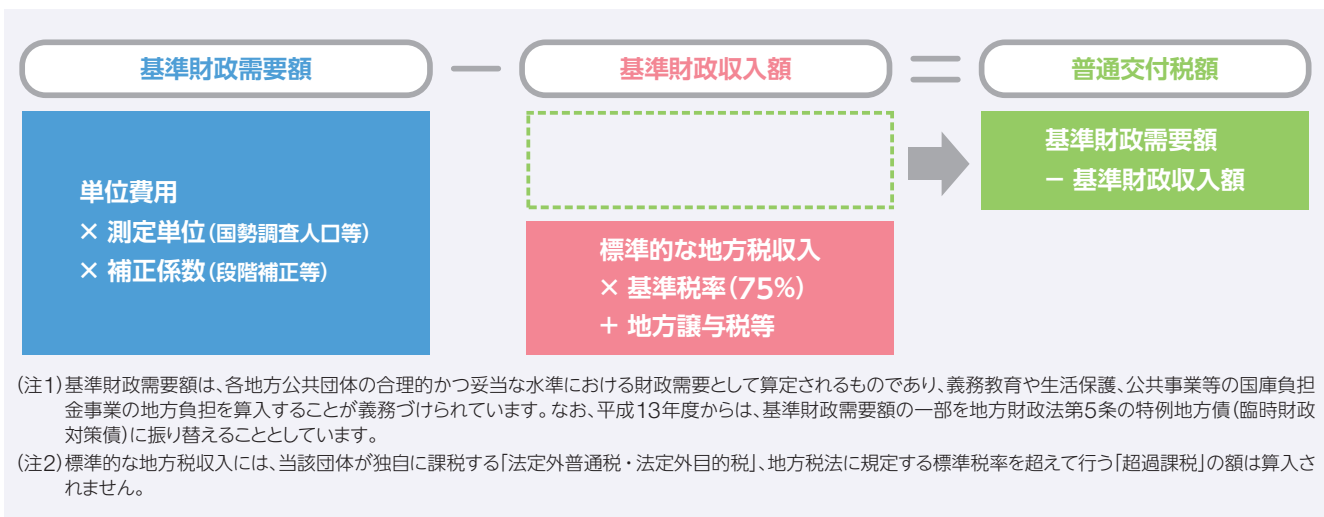 基準財政需要額 － 基準財政収入額 ＝ 普通交付税額
単位費用
× 測定単位(国勢調査人口等)
× 補正係数(段階補正等)
標準的な地方税収入
× 基準税率(75%)
＋ 地方譲与税等
基準財政需要額
－ 基準財政収入額
(注1)基準財政需要額は、各地方公共団体の合理的かつ妥当な水準における財政需要として算定されるものであり、義務教育や生活保護、公共事業等の国庫負担
金事業の地方負担を算入することが義務づけられています。なお、平成13年度からは、基準財政需要額の一部を地方財政法第5条の特例地方債(臨時財政
対策債)に振り替えることとしています。
(注2)標準的な地方税収入には、当該団体が独自に課税する「法定外普通税・法定外目的税」、地方税法に規定する標準税率を超えて行う「超過課税」の額は算入さ
れません。